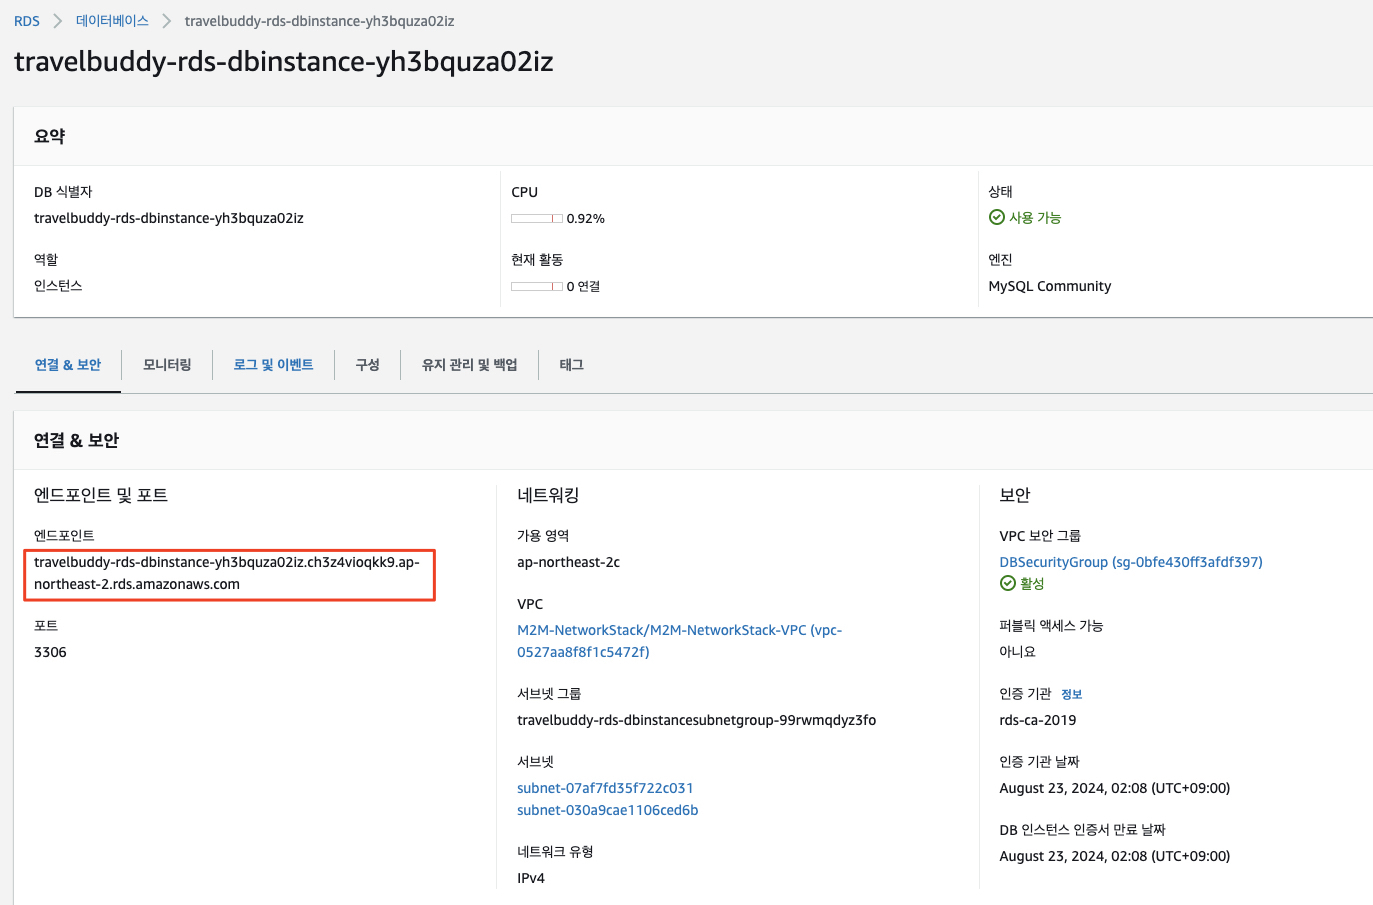 RDS 데이터베이스 travelbuddy-rds-dbinstance-yh3bquza02iz
travelbuddy-rds-dbinstance-yh3bquza02iz
요약
DB 식별자
travelbuddy-rds-dbinstance-yh3bquza02iz
역할
인스턴스
CPU
0.92%
현재 활동
0 연결
상태
사용 가능
엔진
MySQL Community
연결 & 보안 모니터링 로그 및 이벤트 구성 유지 관리 및 백업 태그
연결 & 보안
엔드포인트 및 포트
엔드포인트
travelbuddy-rds-dbinstance-yh3bquza02iz.ch3z4vioqkk9.ap-
northeast-2.rds.amazonaws.com
포트
3306
네트워킹
가용 영역
ap-northeast-2c
VPC
M2M-NetworkStack/M2M-NetworkStack-VPC (vpc-
0527aa8f8f1c5472f)
서브넷 그룹
travelbuddy-rds-dbinstancesubnetgroup-99rwmqdyz3fo
서브넷
subnet-07af7fd35f722c031
subnet-030a9cae1106ced6b
네트워크 유형
IPv4
보안
VPC 보안 그룹
DBSecurityGroup (sg-0bfe430ff3afdf397)
활성
퍼블릭 액세스 가능
아니요
인증 기관 정보
rds-ca-2019
인증 기관 날짜
August 23, 2024, 02:08 (UTC+09:00)
DB 인스턴스 인증서 만료 날짜
August 23, 2024, 02:08 (UTC+09:00)